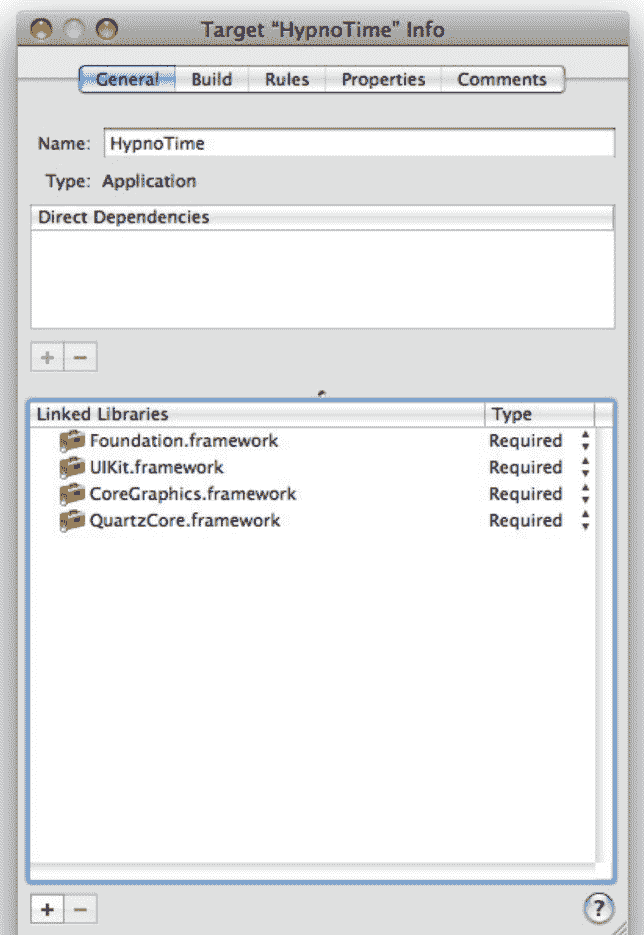 Target “HypnoTime” Info
General Build Rules Properties Comments
Name: HypnoTime
Type: Application
Direct Dependencies
+ −
Linked Libraries Type
Foundation.framework Required
UIKit.framework Required
CoreGraphics.framework Required
QuartzCore.framework Required
+ − ?